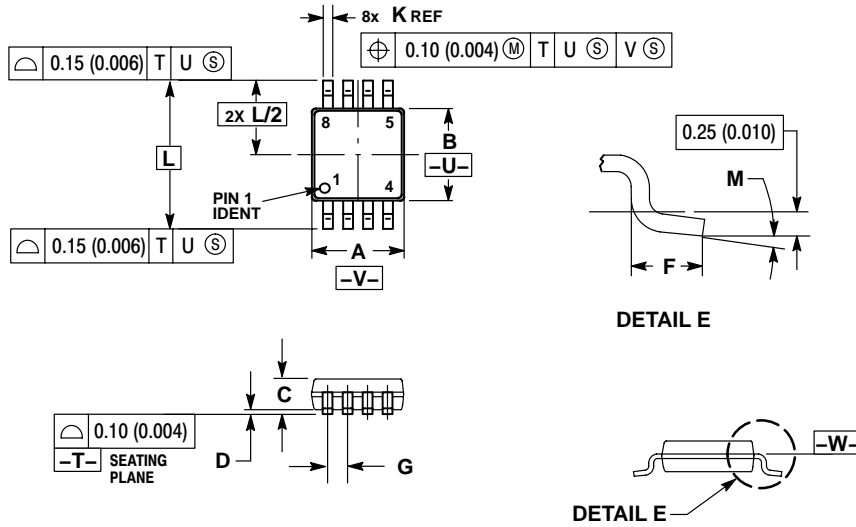 8x K REF
0.10 (0.004) Ⓜ T U Ⓢ V Ⓢ
0.15 (0.006) T U Ⓢ
2X L/2
8 5
B
-U-
L
0.25 (0.010)
M
PIN 1
IDENT
1 4
0.15 (0.006) T U Ⓢ
A
-V-
F
DETAIL E
C
0.10 (0.004)
-T- SEATING
PLANE
D
G
-W-
DETAIL E